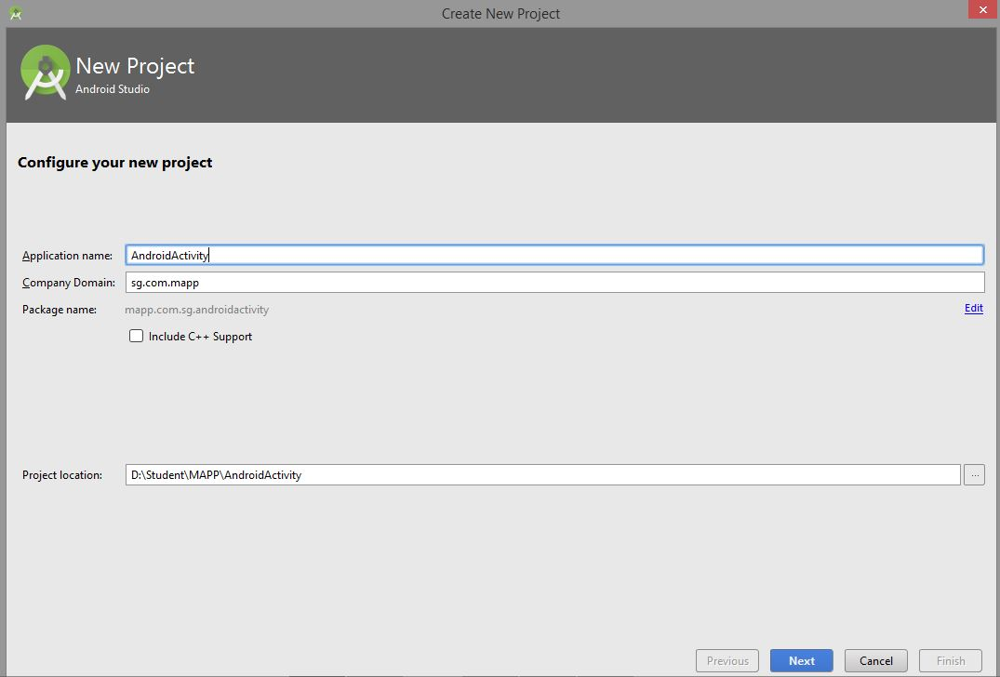 Create New Project
New Project
Android Studio
Configure your new project
Application name: AndroidActivity
Company Domain: sg.com.mapp
Package name: mapp.com.sg.androidactivity Edit
Include C++ Support
Project location: D:\Student\MAPP\AndroidActivity ...
Previous Next Cancel Finish